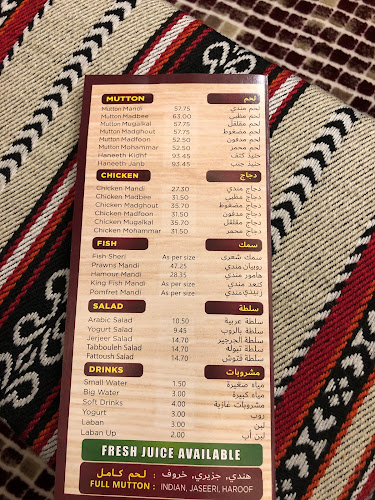 MUTTON لحم
Mutton Mandi 57.75 لحم مندي
Mutton Madbee 63.00 لحم مظبي
Mutton Mugalkal 57.75 لحم مقلقل
Mutton Madghout 57.75 لحم مضغوط
Mutton Madfoon 52.50 لحم مدفون
Mutton Mohammar 52.50 لحم محمر
Haneeth Kidhf 93.45 حنيذ كتف
Haneeth Janb 93.45 حنيذ جنب
CHICKEN دجاج
Chicken Mandi 27.30 دجاج مندي
Chicken Madbee 31.50 دجاج مظبي
Chicken Madghout 35.70 دجاج مضغوط
Chicken Madfoon 31.50 دجاج مدفون
Chicken Mugalkal 35.70 دجاج مقلقل
Chicken Mohammar 31.50 دجاج محمر
FISH سمك
Fish Sheri As per size سمك شعري
Prawns Mandi 47.25 روبيان مندي
Hamour Mandi 28.35 هامور مندي
King Fish Mandi As per size كنعد مندي
Pomfret Mandi As per size زبيدي مندي
SALAD سلطة
Arabic Salad 10.50 سلطة عربية
Yogurt Salad 9.45 سلطة بالروب
Jerjeer Salad 14.70 سلطة الجرجير
Tabbouleh Salad 14.70 سلطة تبوله
Fattoush Salad 14.70 سلطة فتوش
DRINKS مشروبات
Small Water 1.50 مياه صغيرة
Big Water 3.00 مياه كبيرة
Soft Drinks 4.00 مشروبات غازية
Yogurt 3.00 روب
Laban 3.00 لبن
Laban Up 2.00 لبن أب
FRESH JUICE AVAILABLE
لحم كامل : هندي, جزيري, خروف
FULL MUTTON : INDIAN, JASEERI, HAROOF